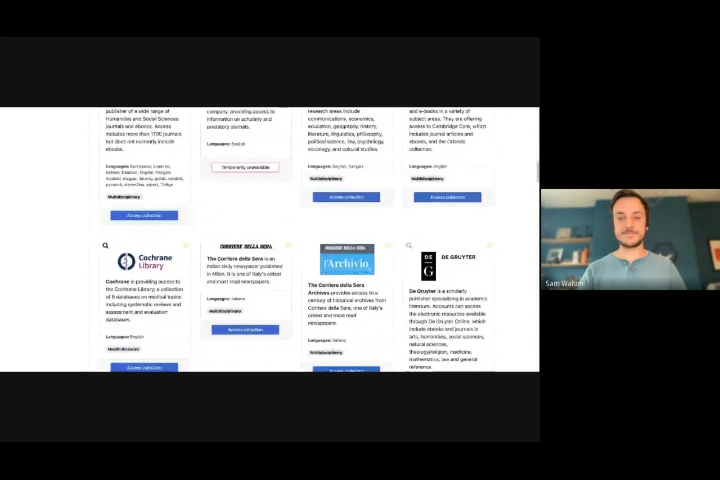 publisher of a wide range of
Humanities and Social Sciences
journals and ebooks. Access
includes more than 1700 journals,
but does not currently include
ebooks.
Multidisciplinary
Access collection
company, providing access to
information on scholarly and
predatory journals.
Languages: English
Temporarily unavailable
research areas include
communications, economics,
education, geography, history,
literature, linguistics, philosophy,
political science, law, psychology,
sociology, and cultural studies.
Languages: English, français
Multidisciplinary
Access collection
and e-books in a variety of
subject areas. They are offering
access to Cambridge Core, which
includes journal articles and
ebooks, and the Orlando
collection.
Languages: English
Multidisciplinary
Access collection
Cochrane
Library
Cochrane is providing access to
the Cochrane Library: a collection
of 8 databases on medical topics
including systematic reviews and
assessment and evaluation
databases.
Languages: English
Health Sciences
Access collection
CORRIERE DELLA SERA
The Corriere della Sera is an
Italian daily newspaper published
in Milan. It is one of Italy's oldest
and most read newspapers.
Languages: italiano
Multidisciplinary
Access collection
CORRIERE DELLA SERA
l'Archivio
The Corriere della Sera
Archives provides access to a
century of historical archives from
Corriere della Sera, one of Italy's
oldest and most read
newspapers.
Languages: italiano
Multidisciplinary
Access collection
DE
G
DE GRUYTER
De Gruyter is a scholarly
publisher specializing in academic
literature. Accounts can access
the electronic resources available
through De Gruyter Online, which
include ebooks and journals in
arts, humanities, social sciences,
natural sciences,
theology/religion, medicine,
mathematics, law and general
reference.
Sam Walton